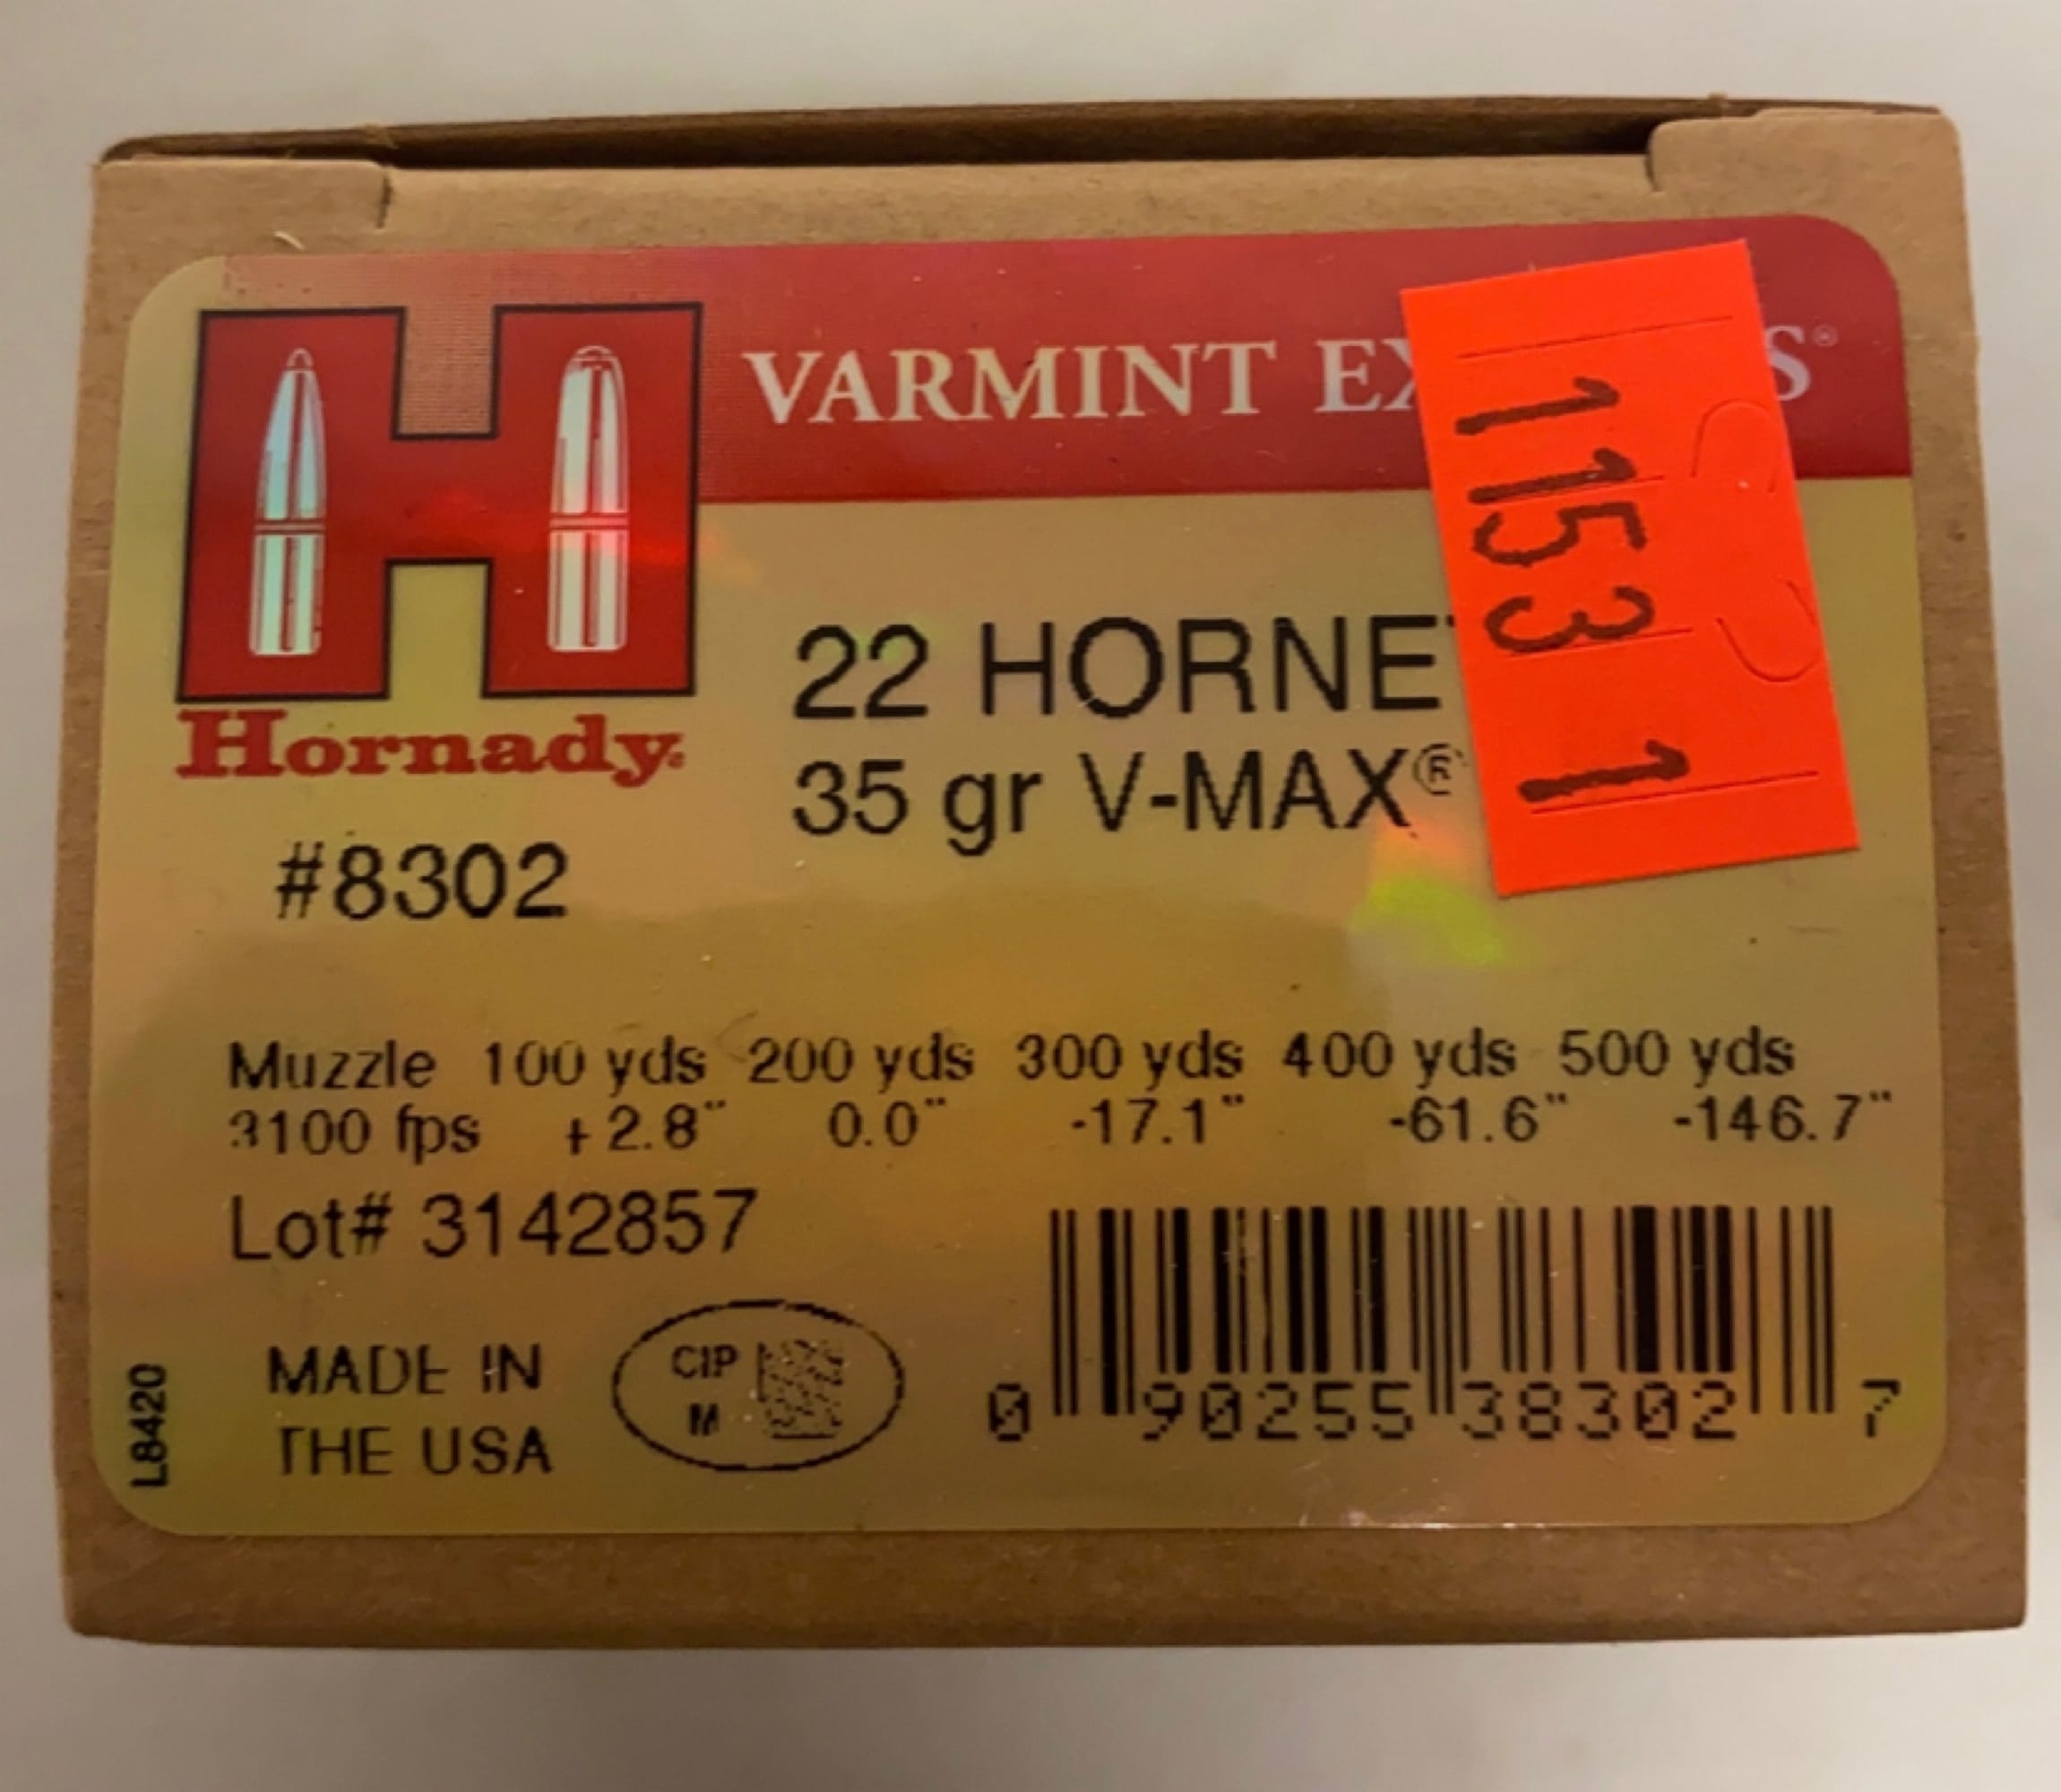 VARMINT EX S®
22 HORNET
35 gr V-MAX®
Hornady®
#8302
1153 1
Muzzle 100 yds 200 yds 300 yds 400 yds 500 yds
3100 fps +2.8" 0.0" -17.1" -61.6" -146.7"
Lot# 3142857
MADE IN
THE USA
CIP
M
L8420
0 90255 38302 7